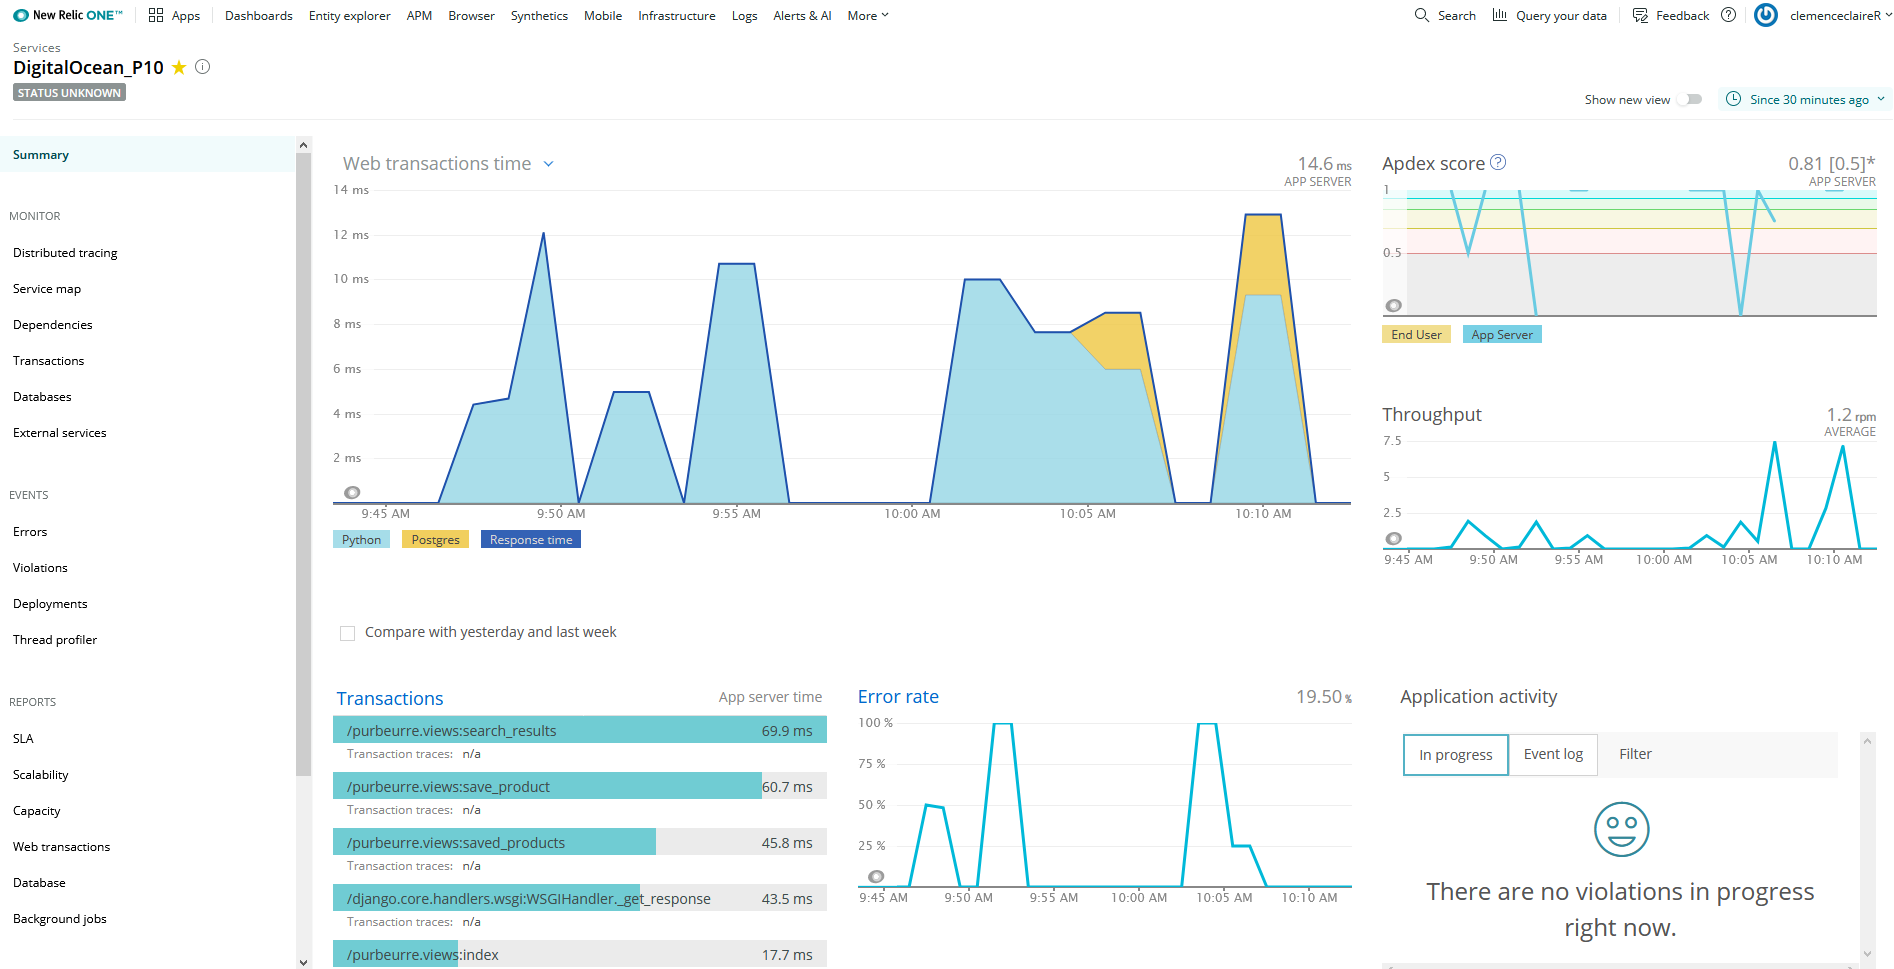 New Relic ONE™ Apps Dashboards Entity explorer APM Browser Synthetics Mobile Infrastructure Logs Alerts & AI More Search Query your data Feedback ? clemenceclaireR
Services
DigitalOcean_P10
STATUS UNKNOWN
Show new view Since 30 minutes ago
Summary
MONITOR
Distributed tracing
Service map
Dependencies
Transactions
Databases
External services
EVENTS
Errors
Violations
Deployments
Thread profiler
REPORTS
SLA
Scalability
Capacity
Web transactions
Database
Background jobs
Web transactions time 14.6 ms
APP SERVER
14 ms
12 ms
10 ms
8 ms
6 ms
4 ms
2 ms
9:45 AM 9:50 AM 9:55 AM 10:00 AM 10:05 AM 10:10 AM
Python Postgres Response time
Compare with yesterday and last week
Apdex score ? 0.81 [0.5]*
APP SERVER
1
0.5
End User App Server
Throughput 1.2 rpm
AVERAGE
7.5
5
2.5
9:45 AM 9:50 AM 9:55 AM 10:00 AM 10:05 AM 10:10 AM
Transactions App server time
/purbeurre.views:search_results 69.9 ms
Transaction traces: n/a
/purbeurre.views:save_product 60.7 ms
Transaction traces: n/a
/purbeurre.views:saved_products 45.8 ms
Transaction traces: n/a
/django.core.handlers.wsgi:WSGIHandler._get_response 43.5 ms
Transaction traces: n/a
/purbeurre.views:index 17.7 ms
Error rate 19.50 %
100 %
75 %
50 %
25 %
9:45 AM 9:50 AM 9:55 AM 10:00 AM 10:05 AM 10:10 AM
Application activity
In progress Event log Filter
There are no violations in progress
right now.